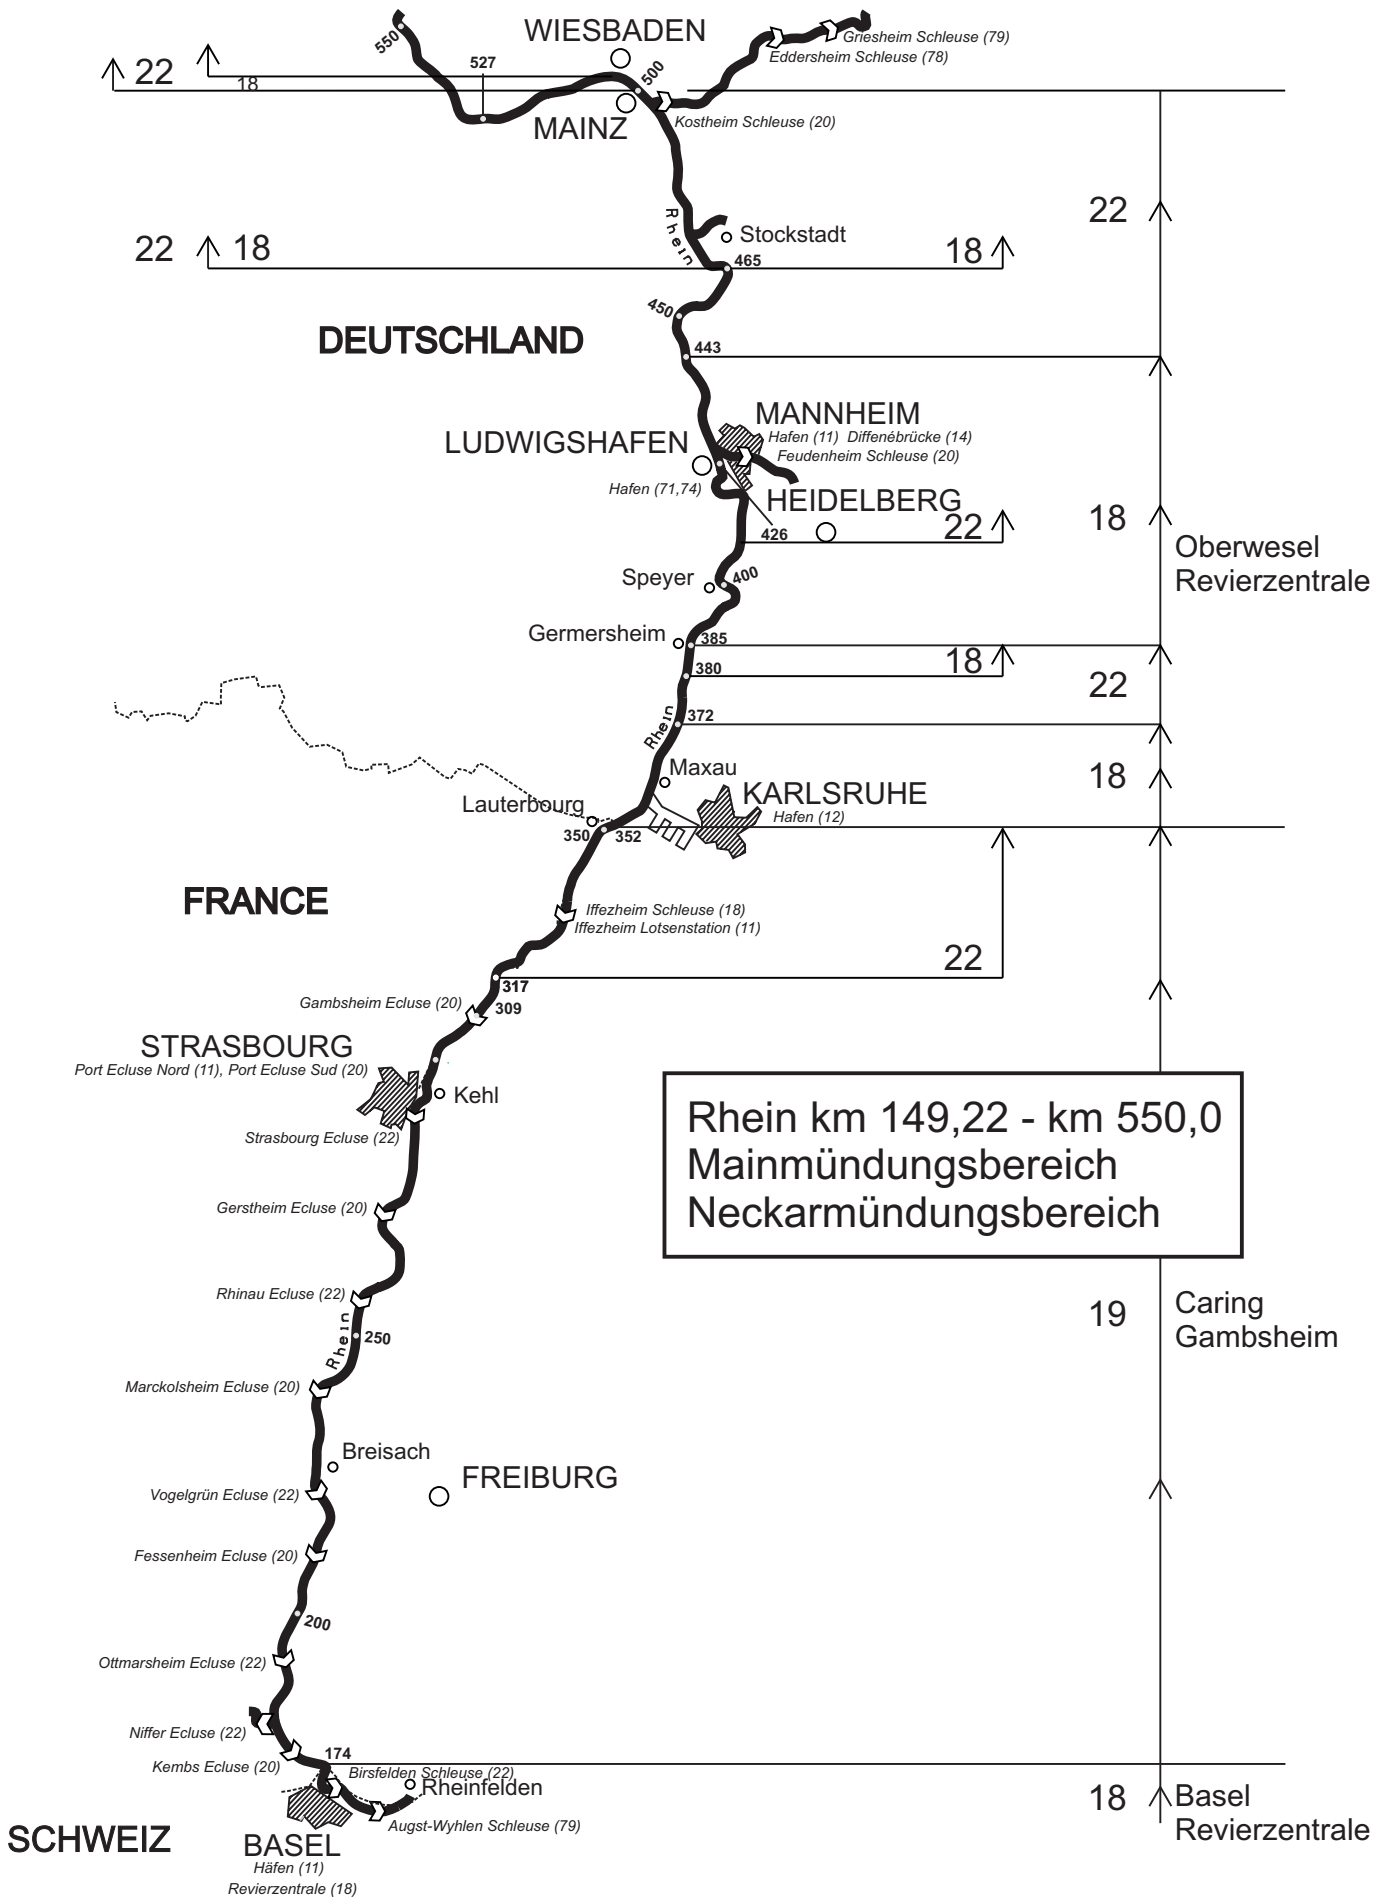 550
WIESBADEN
Griesheim Schleuse (79)
Eddersheim Schleuse (78)
22
18
527
500
MAINZ
Kostheim Schleuse (20)
22
Rhein
Stockstadt
22
18
465
18
450
DEUTSCHLAND
443
MANNHEIM
Hafen (11) Diffenébrücke (14)
LUDWIGSHAFEN
Feudenheim Schleuse (20)
Hafen (71,74)
HEIDELBERG
426
22
18
Oberwesel
Revierzentrale
Speyer
400
Germersheim
385
18
380
22
Rhein
372
Maxau
18
KARLSRUHE
Lauterbourg
Hafen (12)
350
352
FRANCE
Iffezheim Schleuse (18)
Iffezheim Lotsenstation (11)
22
317
Gambsheim Ecluse (20)
309
STRASBOURG
Port Ecluse Nord (11), Port Ecluse Sud (20)
Kehl
Rhein km 149,22 - km 550,0
Mainmündungsbereich
Neckarmündungsbereich
Strasbourg Ecluse (22)
Gerstheim Ecluse (20)
Rhinau Ecluse (22)
19
Caring
Gambsheim
Rhein
250
Marckolsheim Ecluse (20)
Breisach
FREIBURG
Vogelgrün Ecluse (22)
Fessenheim Ecluse (20)
200
Ottmarsheim Ecluse (22)
Niffer Ecluse (22)
174
Kembs Ecluse (20)
Birsfelden Schleuse (22)
Rheinfelden
18
Basel
Revierzentrale
Augst-Wyhlen Schleuse (79)
SCHWEIZ
BASEL
Häfen (11)
Revierzentrale (18)